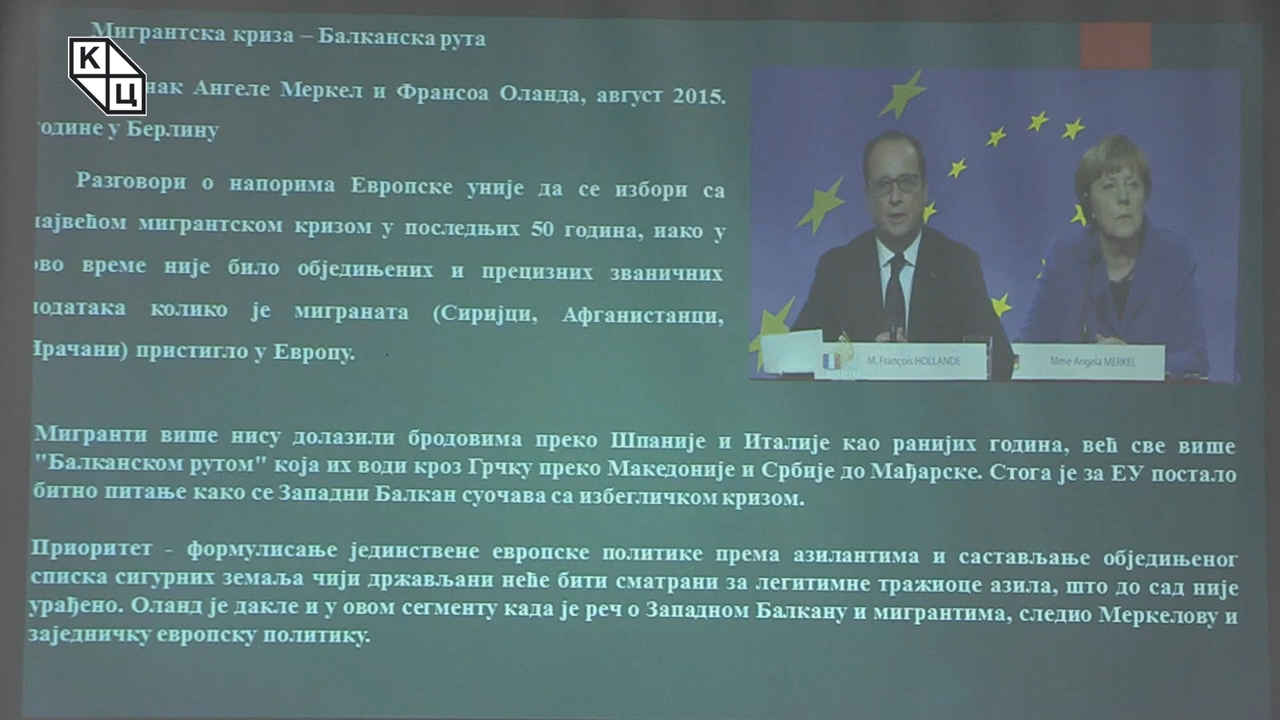 Мигрантска криза – Балканска рута
К
Ц
Ангеле Меркел и Франсоа Оланда, август 2015.
године у Берлину
Разговори о напорима Европске уније да се избори са
највећом мигрантском кризом у последњих 50 година, иако у
ово време није било обједињених и прецизних званичних
података колико је миграната (Сиријци, Афганистанци,
Ирачани) пристигло у Европу.
M. François HOLLANDE
Mme Angela MERKEL
Мигранти више нису долазили бродовима преко Шпаније и Италије као ранијих година, већ све више
"Балканском рутом" која их води кроз Грчку преко Македоније и Србије до Мађарске. Стога је за ЕУ постало
битно питање како се Западни Балкан суочава са избегличком кризом.
Приоритет - формулисање јединствене европске политике према азилантима и састављање обједињеног
списка сигурних земаља чији држављани неће бити сматрани за легитимне тражиоце азила, што до сад није
урађено. Оланд је дакле и у овом сегменту када је реч о Западном Балкану и мигрантима, следио Меркелову и
заједничку европску политику.